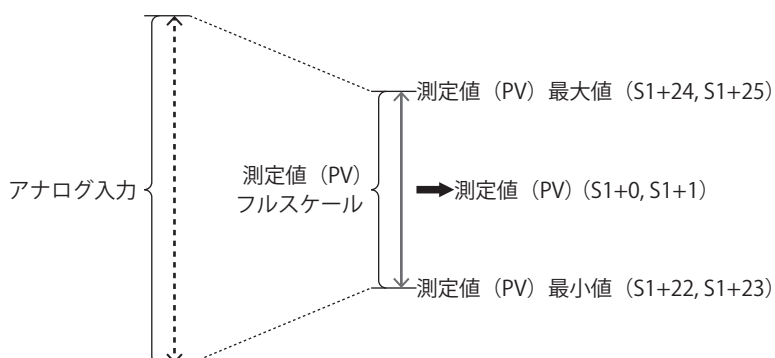 測定値（PV）最大値（S1+24, S1+25）
アナログ入力
測定値（PV）
フルスケール
測定値（PV）（S1+0, S1+1）
測定値（PV）最小値（S1+22, S1+23）